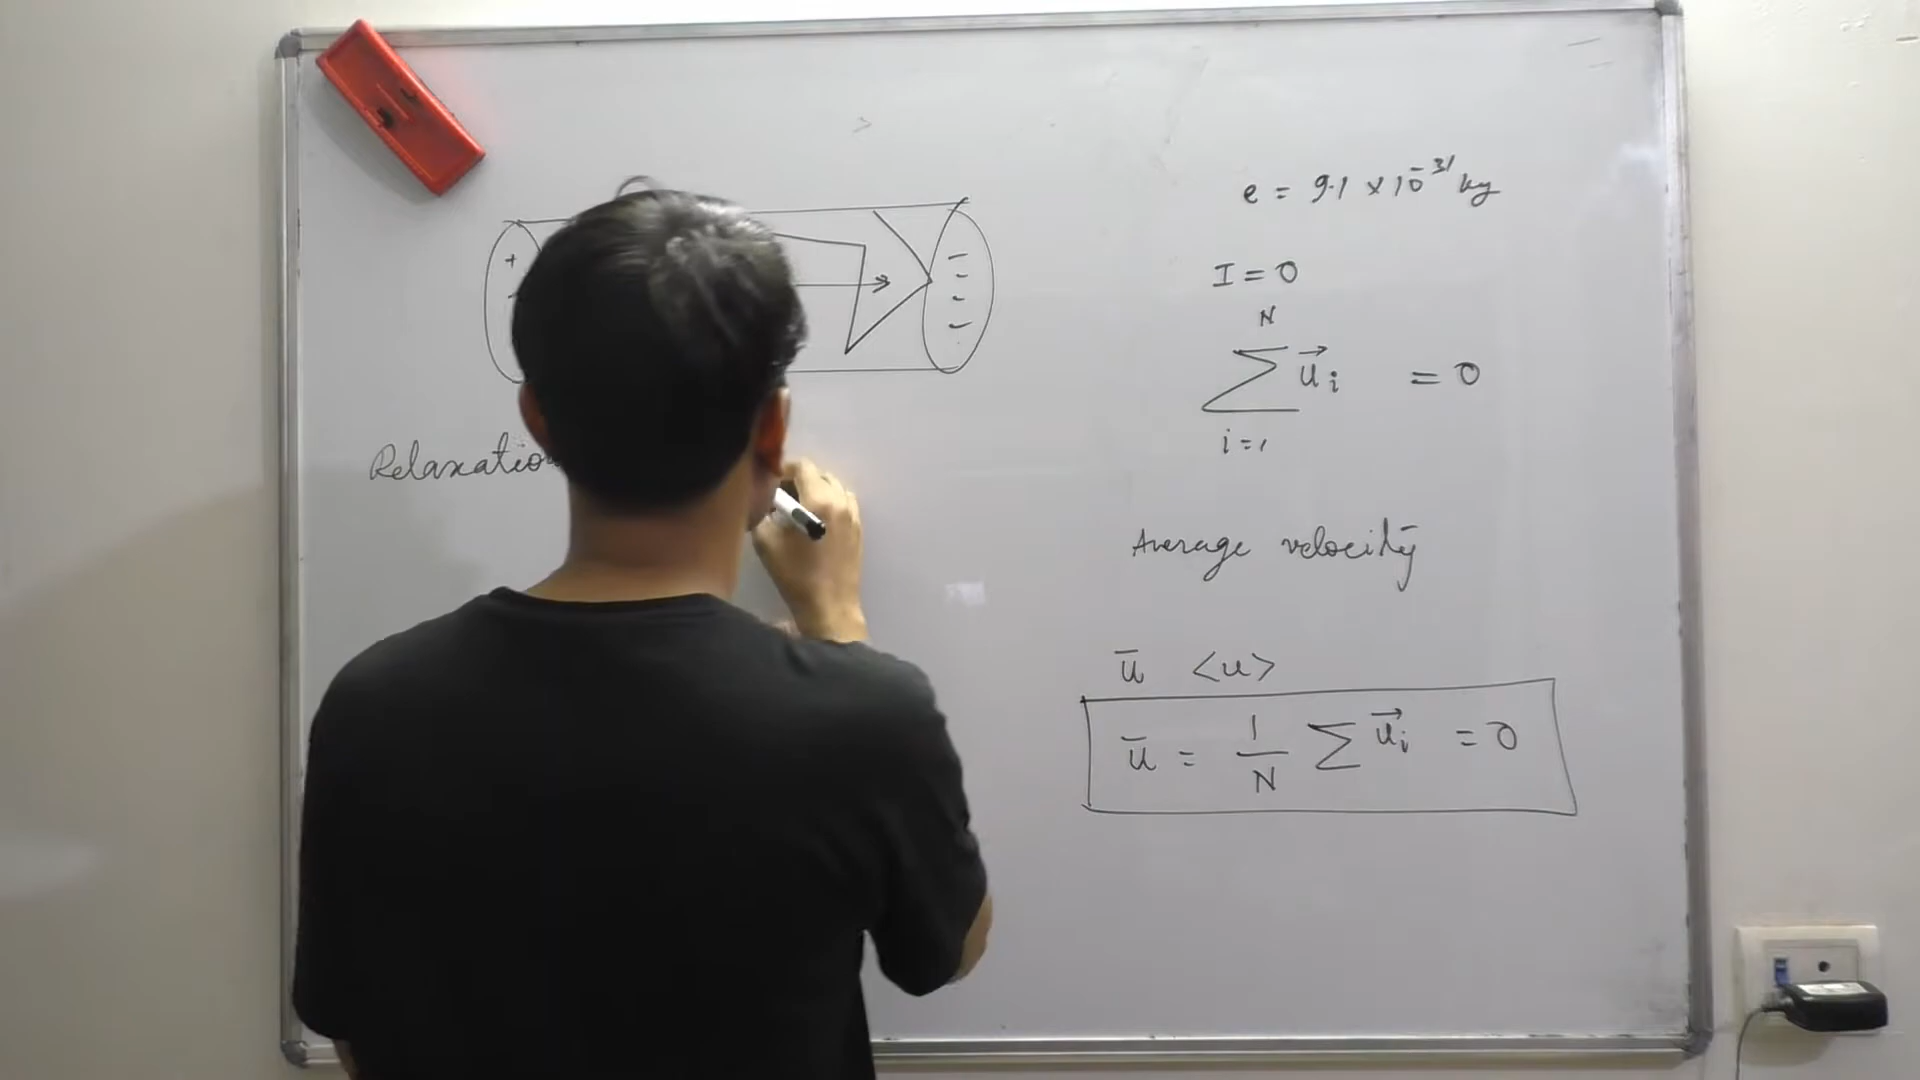 +
-
-
-
-
Relaxation
e = 9.1 × 10⁻³¹ kg
I = 0
N
∑ u⃗ᵢ = 0
i=1
Average velocity
ū <u>
ū = 1/N ∑ u⃗ᵢ = 0